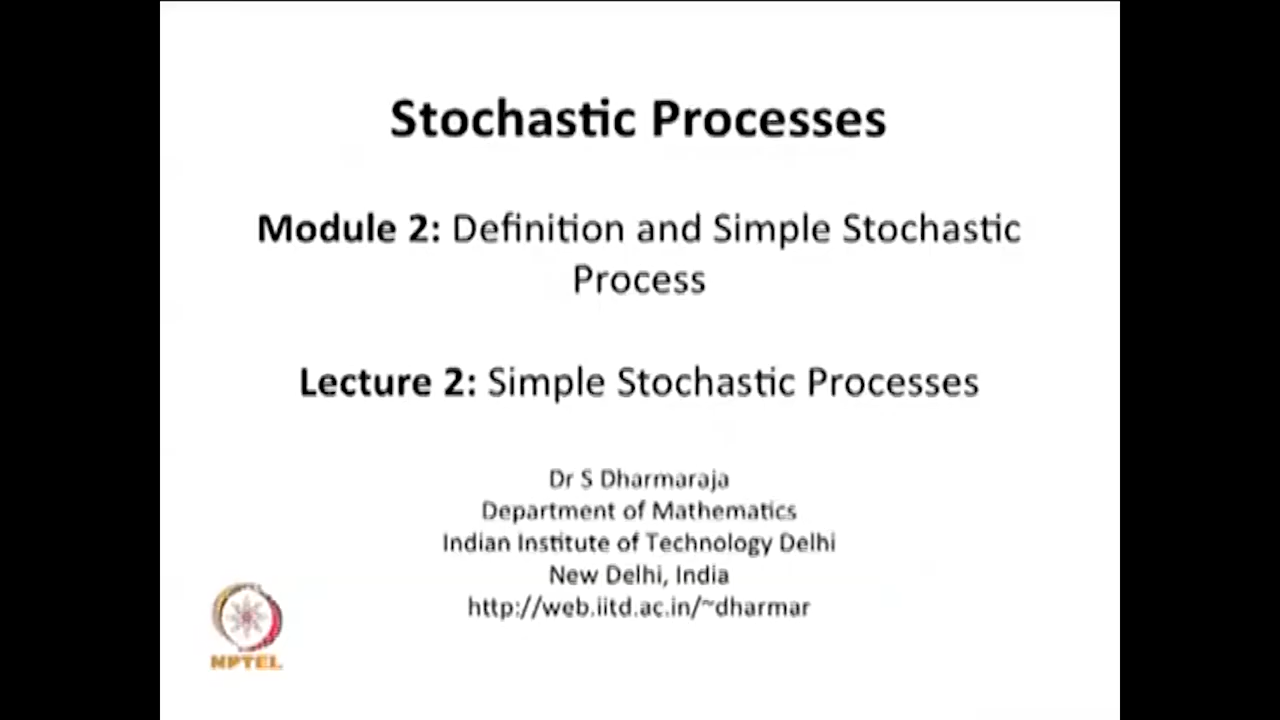 Stochastic Processes
Module 2: Definition and Simple Stochastic
Process
Lecture 2: Simple Stochastic Processes
Dr S Dharmaraja
Department of Mathematics
Indian Institute of Technology Delhi
New Delhi, India
http://web.iitd.ac.in/~dharmar
NPTEL